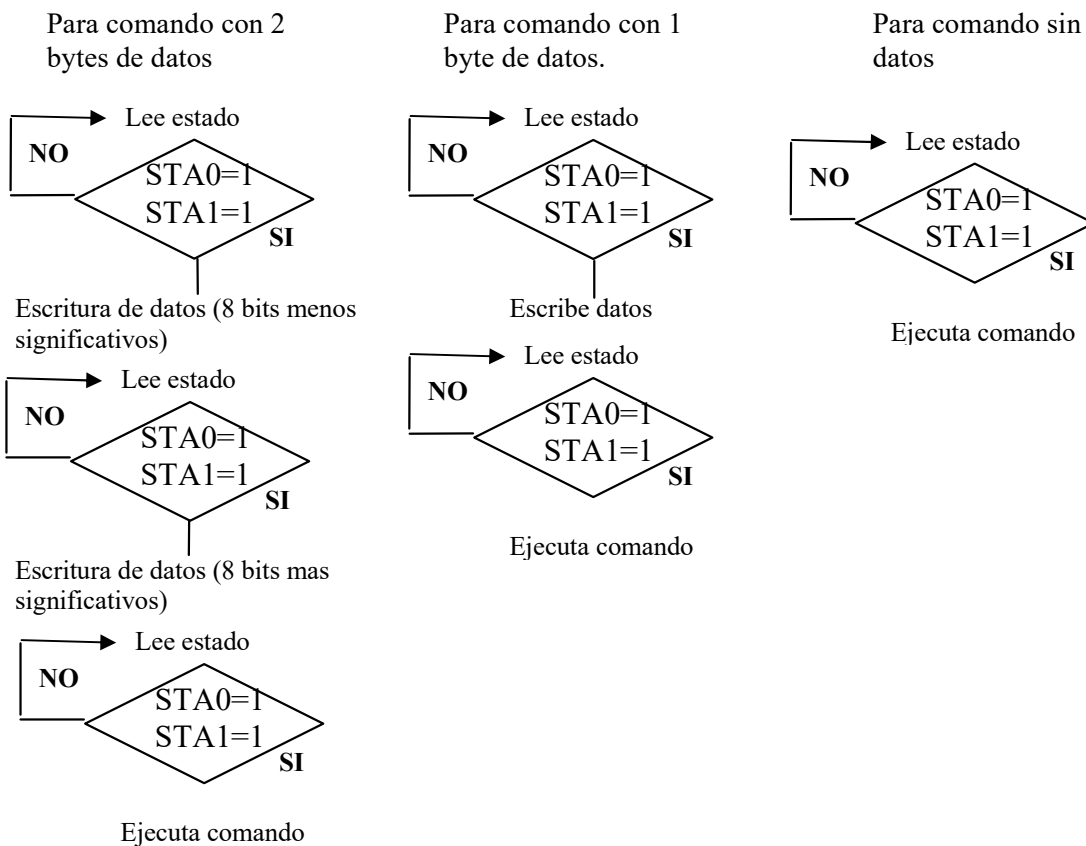 Para comando con 2
bytes de datos
Lee estado
NO
STA0=1
STA1=1
SI
Escritura de datos (8 bits menos
significativos)
Lee estado
NO
STA0=1
STA1=1
SI
Escritura de datos (8 bits mas
significativos)
Lee estado
NO
STA0=1
STA1=1
SI
Ejecuta comando
Para comando con 1
byte de datos.
Lee estado
NO
STA0=1
STA1=1
SI
Escribe datos
Lee estado
NO
STA0=1
STA1=1
SI
Ejecuta comando
Para comando sin
datos
Lee estado
NO
STA0=1
STA1=1
SI
Ejecuta comando